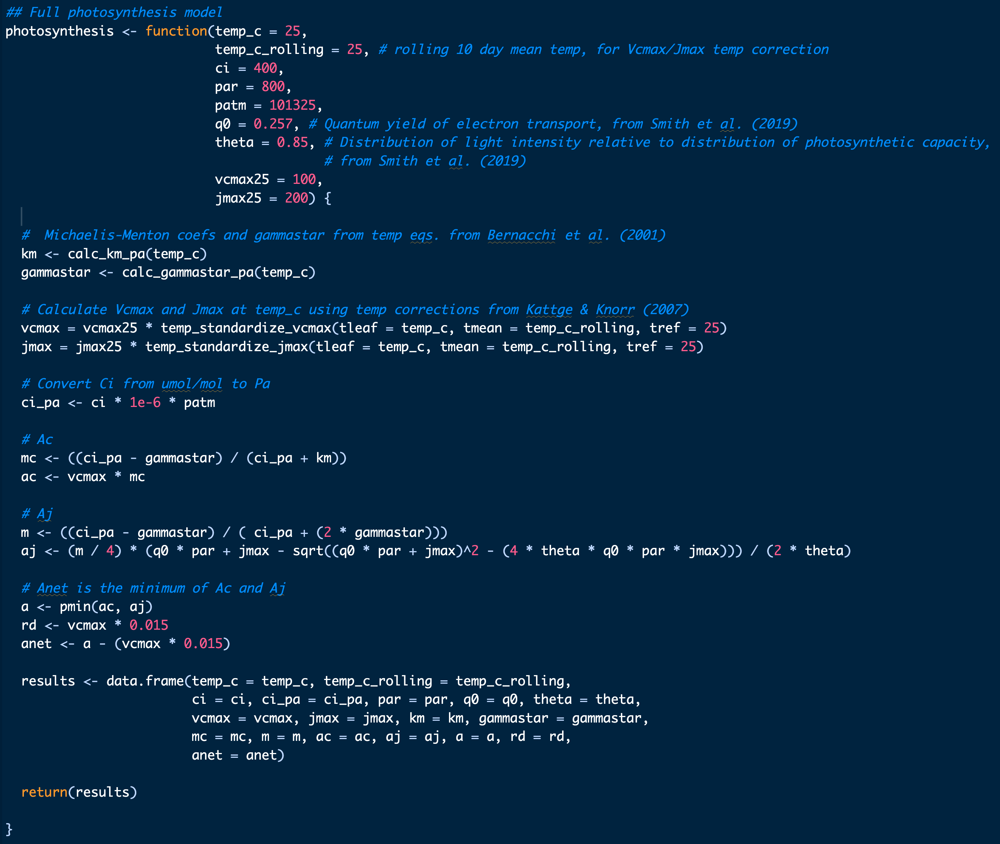 ## Full photosynthesis model
photosynthesis <- function(temp_c = 25,
temp_c_rolling = 25, # rolling 10 day mean temp, for Vcmax/Jmax temp correction
ci = 400,
par = 800,
patm = 101325,
q0 = 0.257, # Quantum yield of electron transport, from Smith et al. (2019)
theta = 0.85, # Distribution of light intensity relative to distribution of photosynthetic capacity,
# from Smith et al. (2019)
vcmax25 = 100,
jmax25 = 200) {
#  Michaelis-Menton coefs and gammastar from temp eqs. from Bernacchi et al. (2001)
km <- calc_km_pa(temp_c)
gammastar <- calc_gammastar_pa(temp_c)
# Calculate Vcmax and Jmax at temp_c using temp corrections from Kattge & Knorr (2007)
vcmax = vcmax25 * temp_standardize_vcmax(tleaf = temp_c, tmean = temp_c_rolling, tref = 25)
jmax = jmax25 * temp_standardize_jmax(tleaf = temp_c, tmean = temp_c_rolling, tref = 25)
# Convert Ci from umol/mol to Pa
ci_pa <- ci * 1e-6 * patm
# Ac
mc <- ((ci_pa - gammastar) / (ci_pa + km))
ac <- vcmax * mc
# Aj
m <- ((ci_pa - gammastar) / ( ci_pa + (2 * gammastar)))
aj <- (m / 4) * (q0 * par + jmax - sqrt((q0 * par + jmax)^2 - (4 * theta * q0 * par * jmax))) / (2 * theta)
# Anet is the minimum of Ac and Aj
a <- pmin(ac, aj)
rd <- vcmax * 0.015
anet <- a - (vcmax * 0.015)
results <- data.frame(temp_c = temp_c, temp_c_rolling = temp_c_rolling,
ci = ci, ci_pa = ci_pa, par = par, q0 = q0, theta = theta,
vcmax = vcmax, jmax = jmax, km = km, gammastar = gammastar,
mc = mc, m = m, ac = ac, aj = aj, a = a, rd = rd,
anet = anet)
return(results)
}